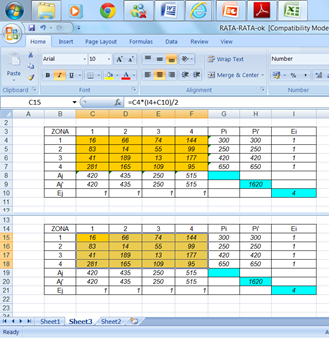 RATA-RATA-ok [Compatibility Mode
Home Insert Page Layout Formulas Data Review View
Paste
Arial 10 A A
B I U
Wrap Text
Merge & Center
Number
Clipboard Font Alignment Number
C15 fx =C4*(I4+C10)/2
A B C D E F G H I
2
3 ZONA 1 2 3 4 Pi Pi' Ei
4 1 16 66 74 144 300 300 1
5 2 83 14 55 99 250 250 1
6 3 41 189 13 177 420 420 1
7 4 281 165 109 95 650 650 1
8 Aj 420 435 250 515
9 Aj' 420 435 250 515 1620
10 Ej 1 1 1 1 4
11
12
13
14 ZONA 1 2 3 4 Pi Pi' Ei
15 1 16 66 74 144 300 300 1
16 2 83 14 55 99 250 250 1
17 3 41 189 13 177 420 420 1
18 4 281 165 109 95 650 650 1
19 Aj 420 435 250 515
20 Aj' 420 435 250 515 1620
21 Ej 1 1 1 1 4
22
Sheet1 Sheet3 Sheet2
Ready